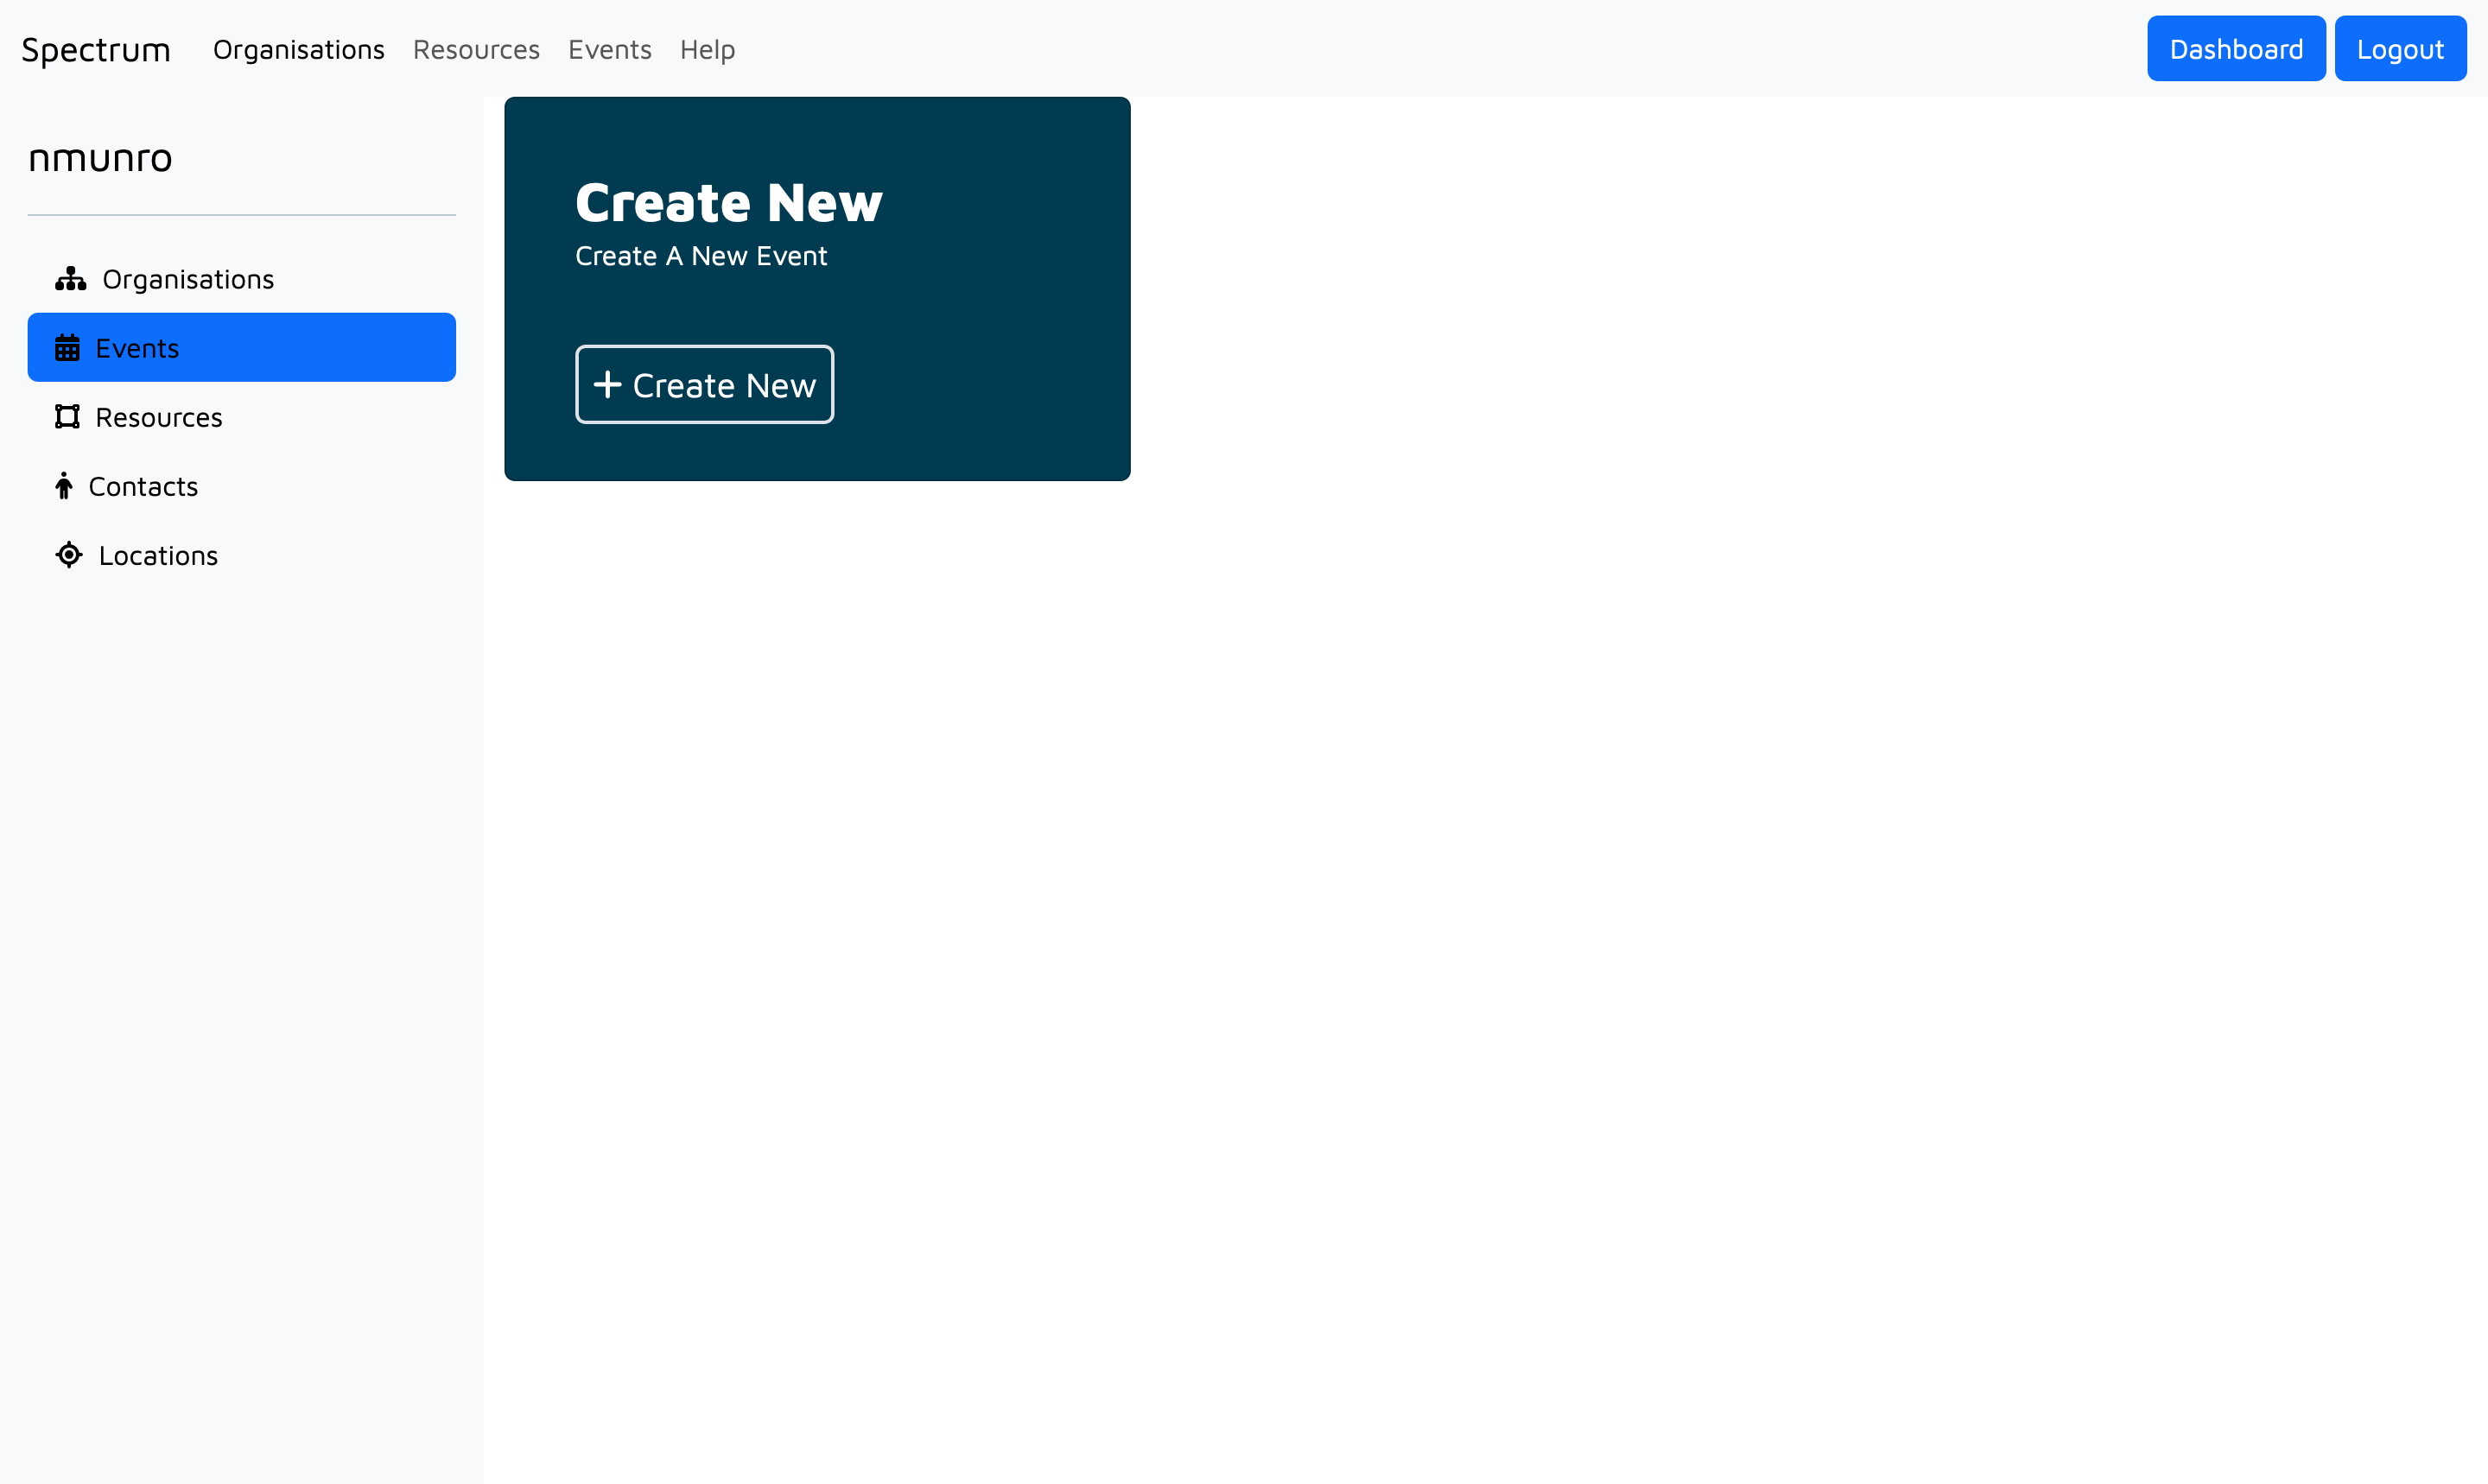 Spectrum Organisations Resources Events Help Dashboard Logout
nmunro
Organisations
Events
Resources
Contacts
Locations
Create New
Create A New Event
Create New